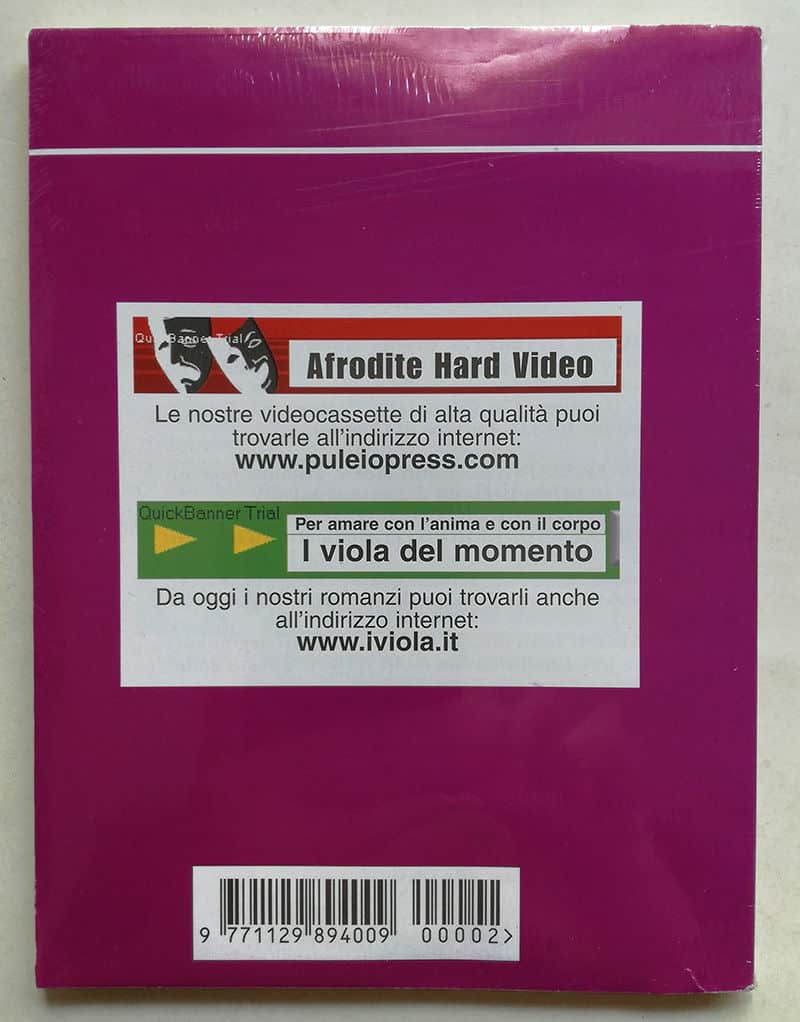 QuickBanner Trial
Afrodite Hard Video
Le nostre videocassette di alta qualità puoi
trovarle all'indirizzo internet:
www.puleiopress.com
QuickBanner Trial
Per amare con l'anima e con il corpo
I viola del momento
Da oggi i nostri romanzi puoi trovarli anche
all'indirizzo internet:
www.iviola.it
9 771129 894009 00002>